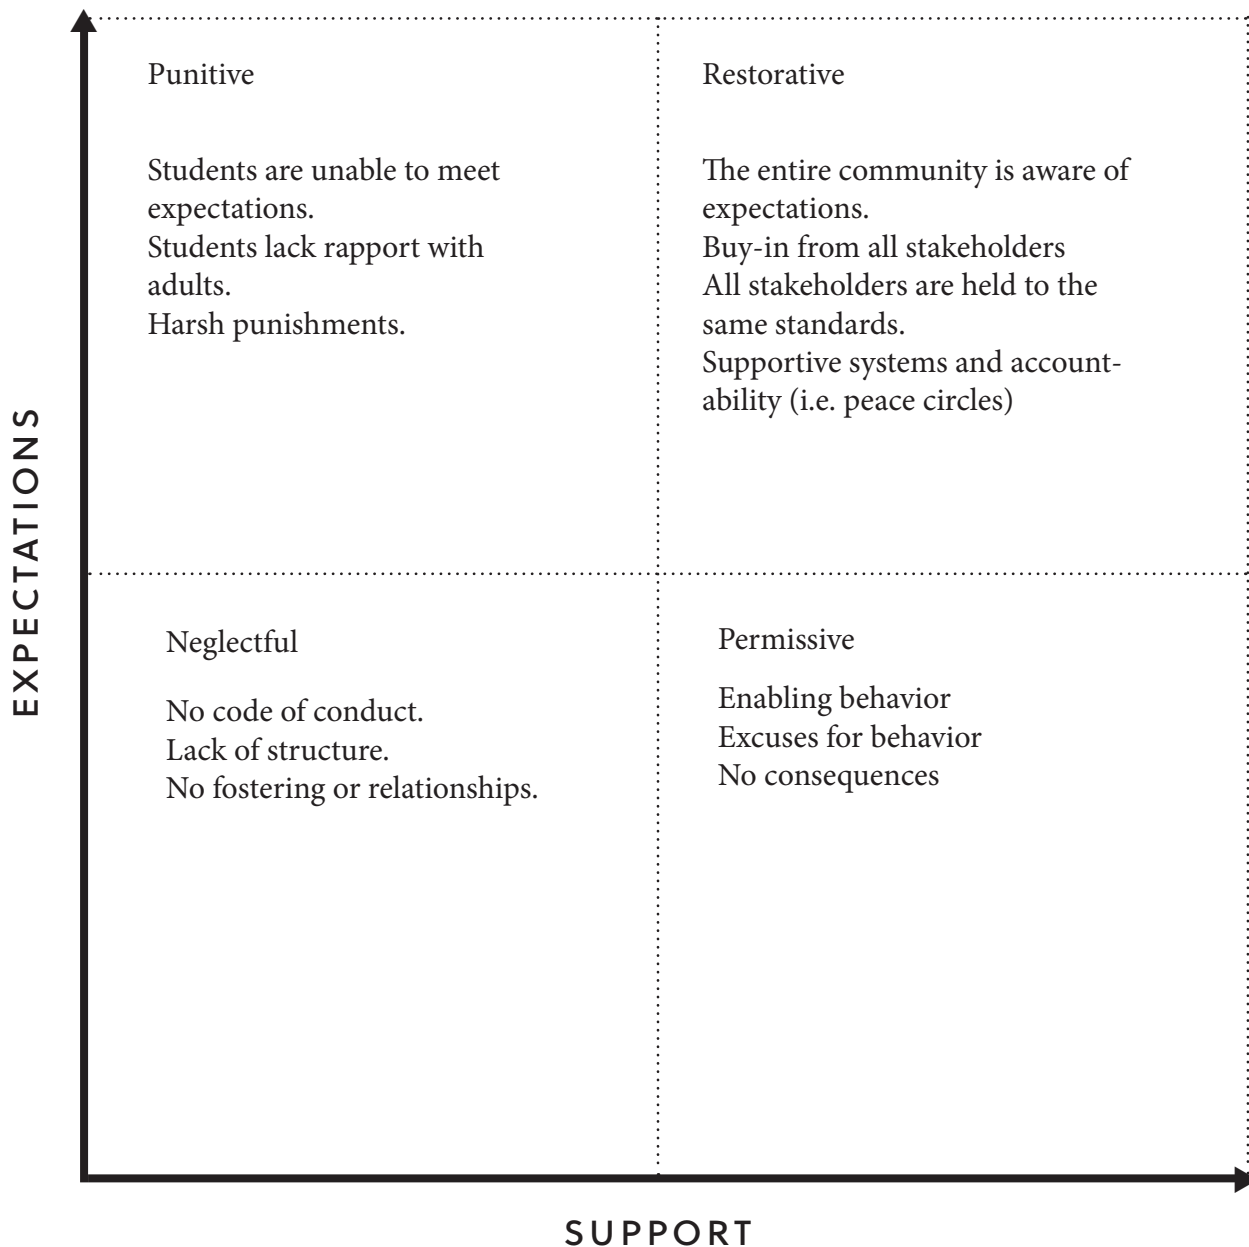 Punitive
Students are unable to meet
expectations.
Students lack rapport with
adults.
Harsh punishments.
Restorative
The entire community is aware of
expectations.
Buy-in from all stakeholders
All stakeholders are held to the
same standards.
Supportive systems and account-
ability (i.e. peace circles)
EXPECTATIONS
Neglectful
No code of conduct.
Lack of structure.
No fostering or relationships.
Permissive
Enabling behavior
Excuses for behavior
No consequences
SUPPORT